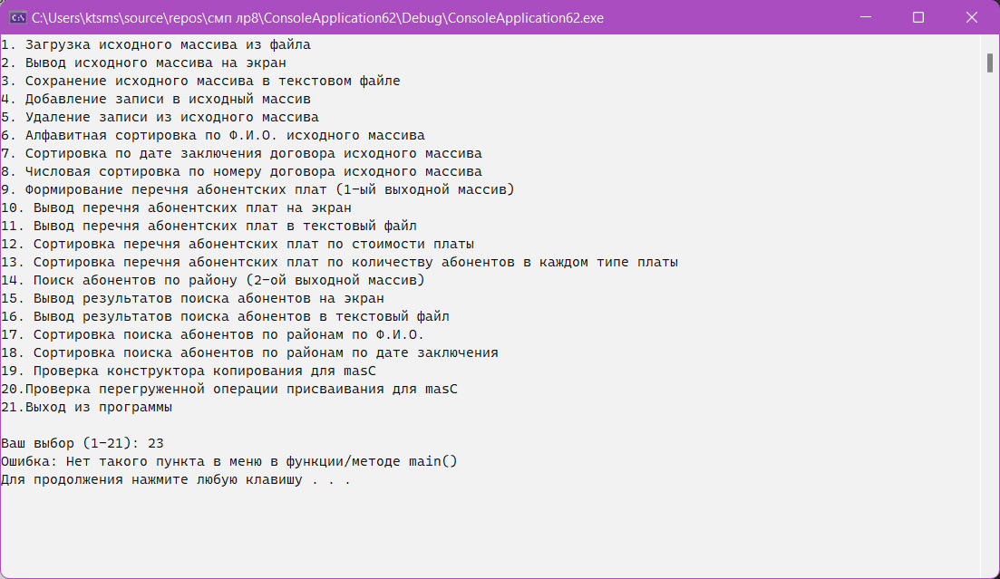 C:\Users\ktsms\source\repos\смп лр8\ConsoleApplication62\Debug\ConsoleApplication62.exe
1. Загрузка исходного массива из файла
2. Вывод исходного массива на экран
3. Сохранение исходного массива в текстовом файле
4. Добавление записи в исходный массив
5. Удаление записи из исходного массива
6. Алфавитная сортировка по Ф.И.О. исходного массива
7. Сортировка по дате заключения договора исходного массива
8. Числовая сортировка по номеру договора исходного массива
9. Формирование перечня абонентских плат (1-ый выходной массив)
10. Вывод перечня абонентских плат на экран
11. Вывод перечня абонентских плат в текстовый файл
12. Сортировка перечня абонентских плат по стоимости платы
13. Сортировка перечня абонентских плат по количеству абонентов в каждом типе платы
14. Поиск абонентов по району (2-ой выходной массив)
15. Вывод результатов поиска абонентов на экран
16. Вывод результатов поиска абонентов в текстовый файл
17. Сортировка поиска абонентов по районам по Ф.И.О.
18. Сортировка поиска абонентов по районам по дате заключения
19. Проверка конструктора копирования для masC
20.Проверка перегруженной операции присваивания для masC
21.Выход из программы
Ваш выбор (1-21): 23
Ошибка: Нет такого пункта в меню в функции/методе main()
Для продолжения нажмите любую клавишу . . .